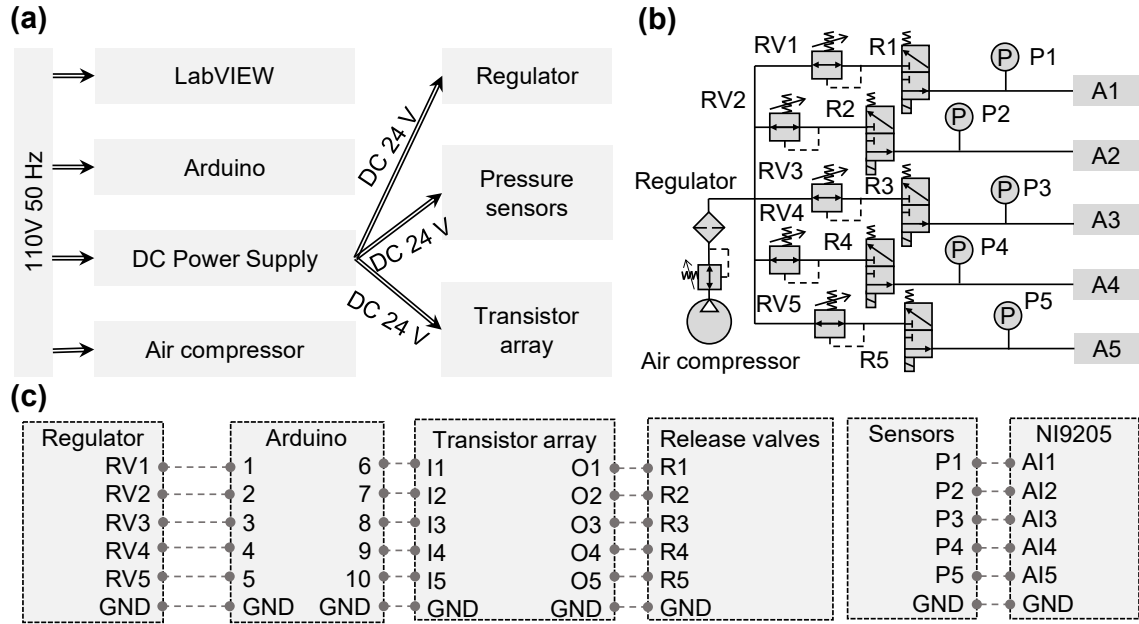 (a)
110V 50 Hz
LabVIEW
Arduino
DC Power Supply
Air compressor
DC 24 V
DC 24 V
DC 24 V
Regulator
Pressure
sensors
Transistor
array
(b)
RV1
R1
P
P1
A1
RV2
R2
P
P2
A2
RV3
R3
P
P3
A3
Regulator
RV4
R4
P
P4
A4
RV5
R5
P
P5
A5
Air compressor
(c)
Regulator
RV1
RV2
RV3
RV4
RV5
GND
Arduino
1 6
2 7
3 8
4 9
5 10
GND GND
Transistor array
I1 O1
I2 O2
I3 O3
I4 O4
I5 O5
GND GND
Release valves
R1
R2
R3
R4
R5
GND
Sensors
P1
P2
P3
P4
P5
GND
NI9205
AI1
AI2
AI3
AI4
AI5
GND